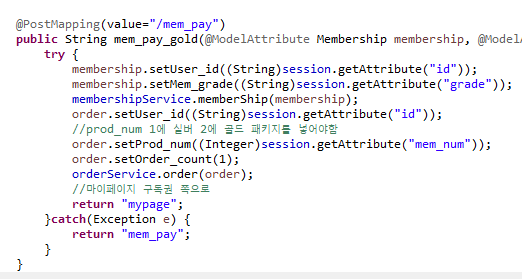 @PostMapping(value="/mem_pay")
public String mem_pay_gold(@ModelAttribute Membership membership, @ModelA
try {
membership.setUser_id((String)session.getAttribute("id"));
membership.setMem_grade((String)session.getAttribute("grade"));
membershipService.memberShip(membership);
order.setUser_id((String)session.getAttribute("id"));
//prod_num 1에 실버 2에 골드 패키지를 넣어야함
order.setProd_num((Integer)session.getAttribute("mem_num"));
order.setOrder_count(1);
orderService.order(order);
//마이페이지 구독권 쪽으로
return "mypage";
}catch(Exception e) {
return "mem_pay";
}
}